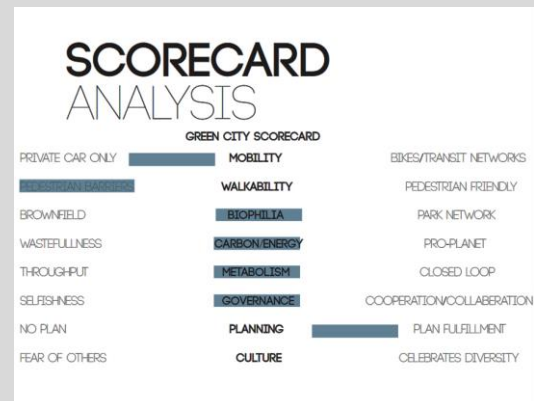 SCORECARD
ANALYSIS
GREEN CITY SCORECARD
PRIVATE CAR ONLY MOBILITY BIKES/TRANSIT NETWORKS
PEDESTRIAN BARRIERS WALKABILITY PEDESTRIAN FRIENDLY
BROWNFIELD BIOPHILIA PARK NETWORK
WASTEFULLNESS CARBON/ENERGY PRO-PLANET
THROUGHPUT METABOLISM CLOSED LOOP
SELFISHNESS GOVERNANCE COOPERATION/COLLABERATION
NO PLAN PLANNING PLAN FULFILLMENT
FEAR OF OTHERS CULTURE CELEBRATES DIVERSITY